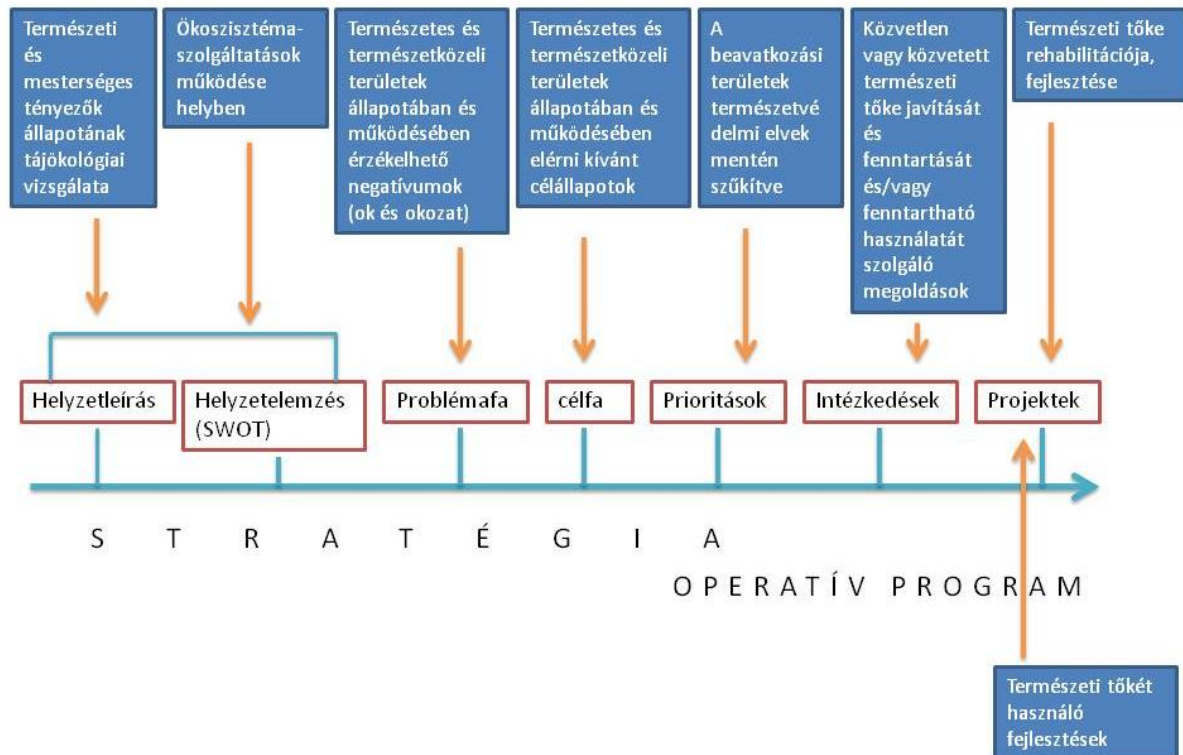 Természeti
és
mesterséges
tényezők
állapotának
tájökológiai
vizsgálata
Ökoszisztéma-
szolgáltatások
működése
helyben
Természetes és
természetközeli
területek
állapotában és
működésében
érzékelhető
negatívumok
(ok és okozat)
Természetes és
természetközeli
területek
állapotában és
működésében
elérni kívánt
célállapotok
A
beavatkozási
területek
természetvé
delmi elvek
mentén
szűkítve
Közvetlen
vagy közvetett
természeti
tőke javítását
és
fenntartását
és/vagy
fenntartható
használatát
szolgáló
megoldások
Természeti tőke
rehabilitációja,
fejlesztése
Helyzetleírás
Helyzetelemzés
(SWOT)
Problémafa
célfa
Prioritások
Intézkedések
Projektek
S T R A T É G I A
OPERATÍV PROGRAM
Természeti tőkét
használó
fejlesztések